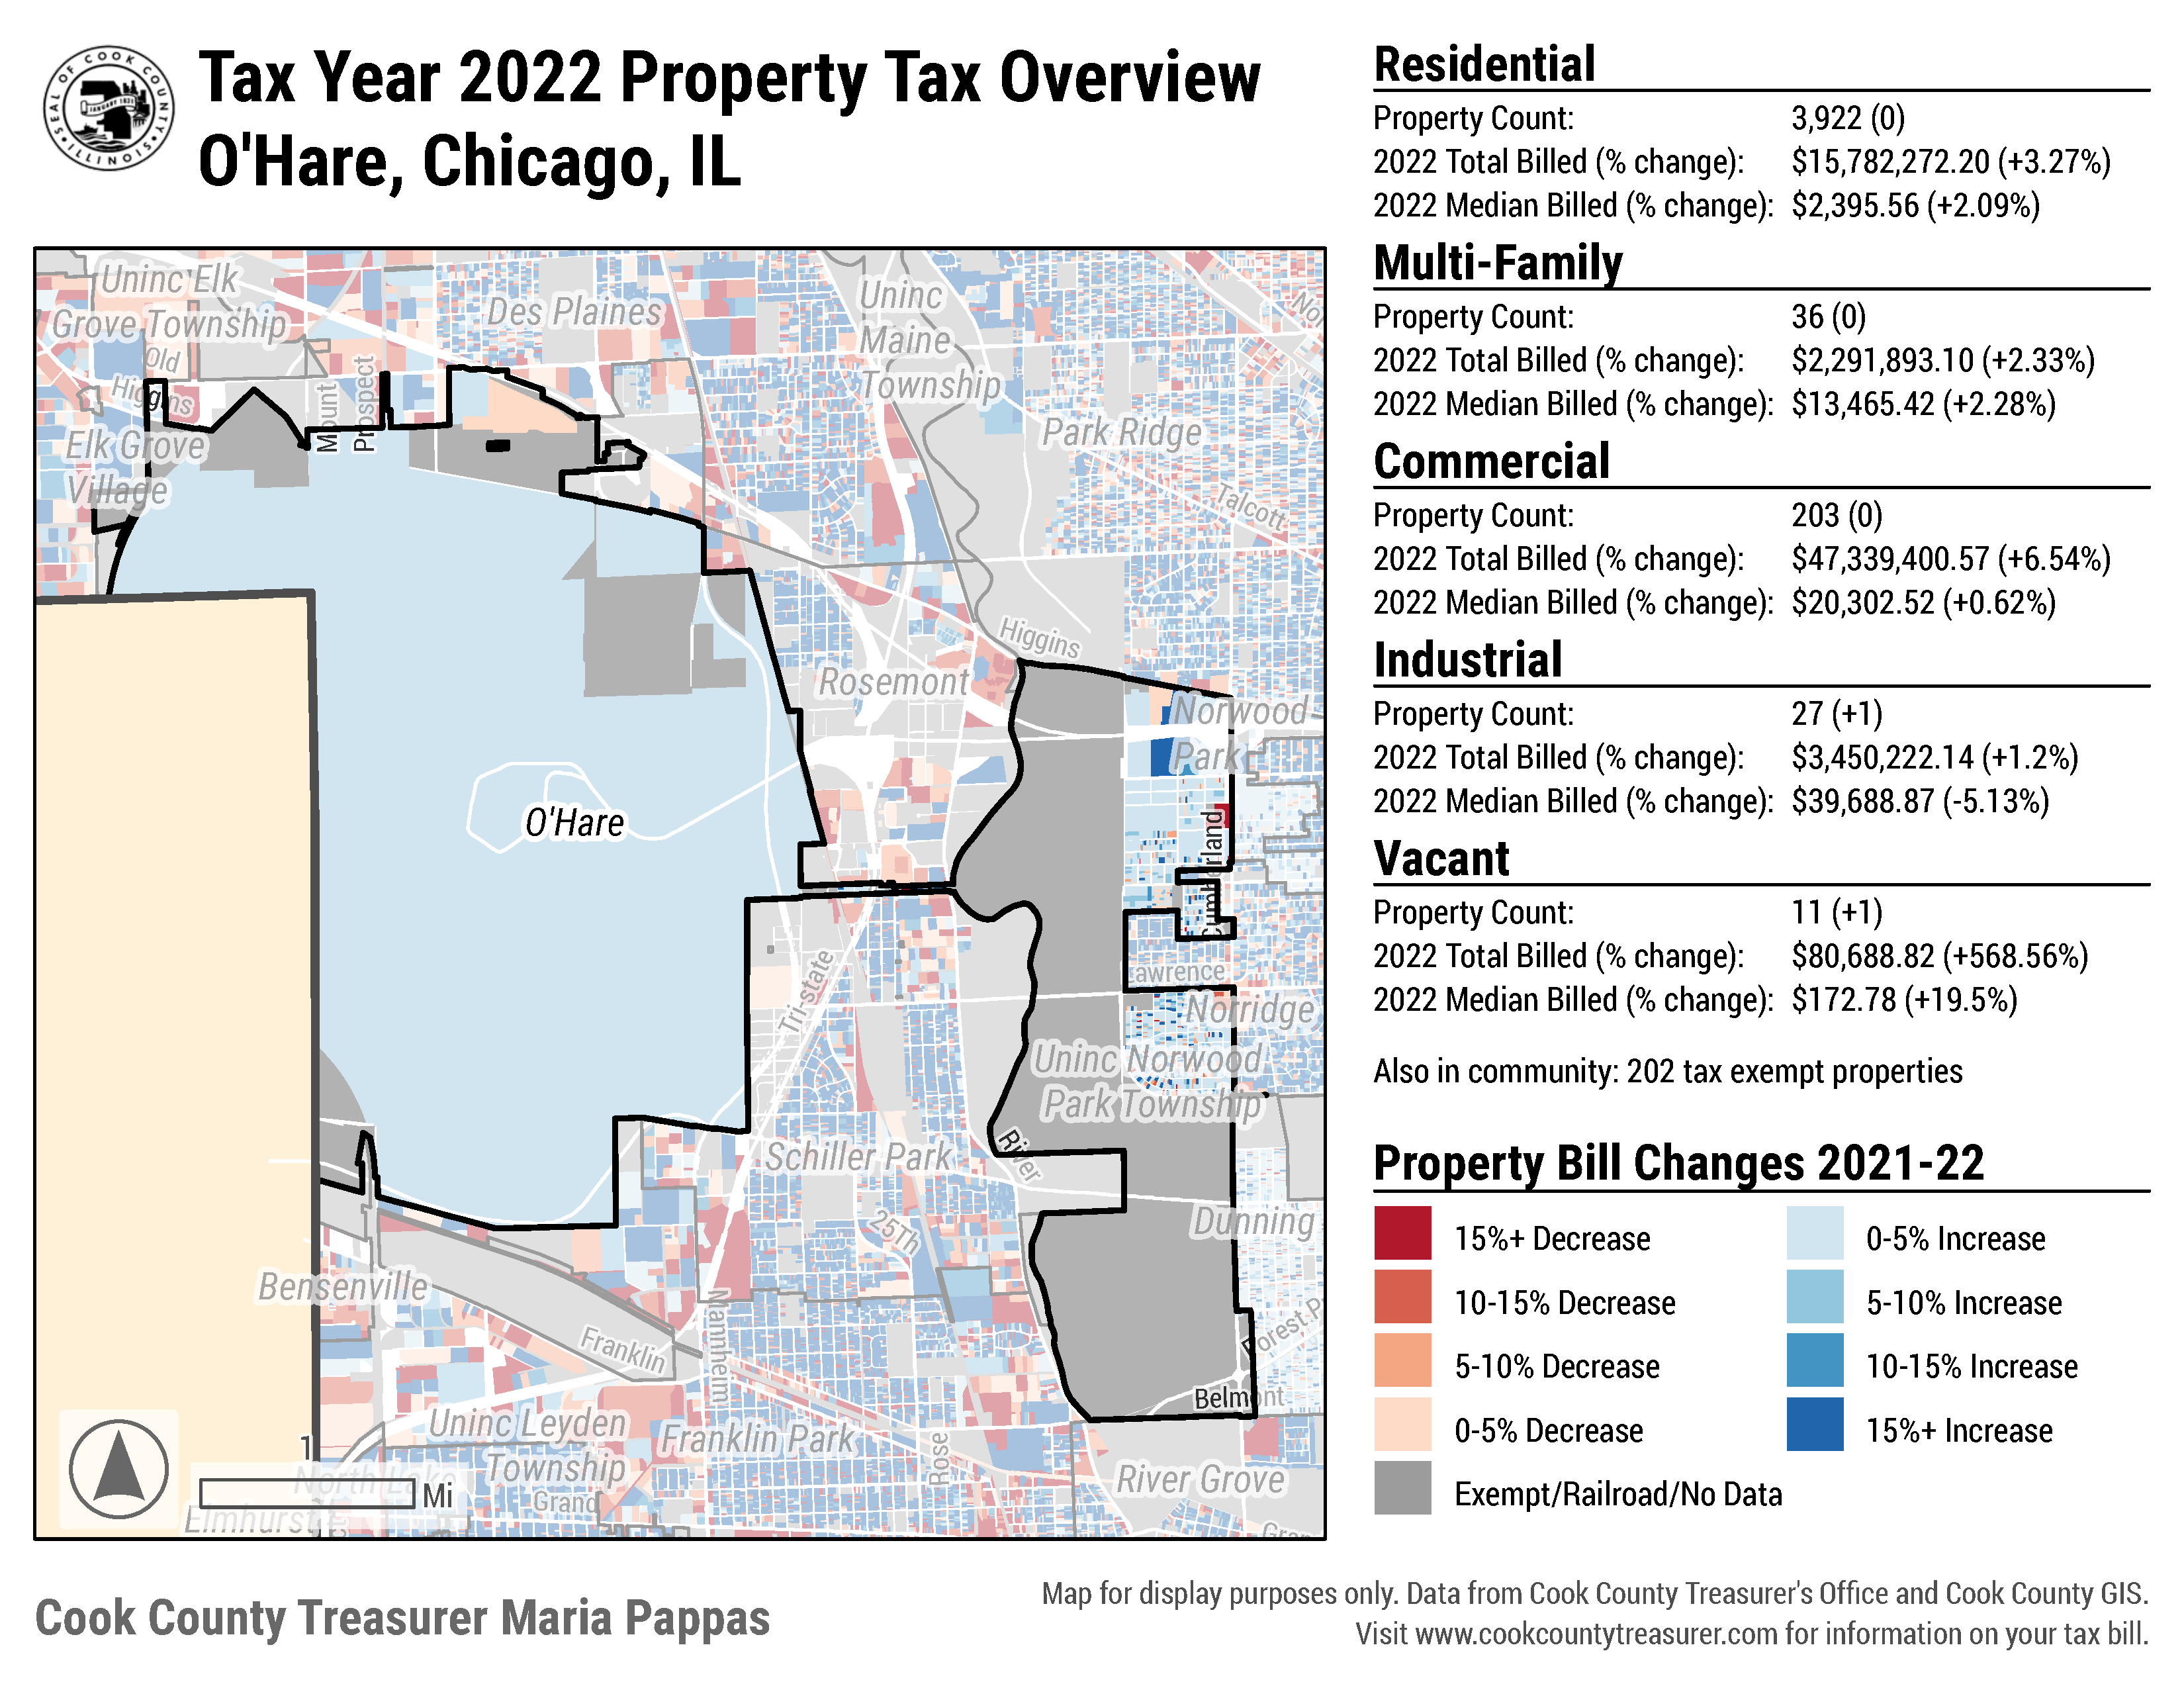 SEAL OF COOK COUNTY
JANUARY 1831
ILLINOIS
Tax Year 2022 Property Tax Overview
O'Hare, Chicago, IL
Residential
Property Count: 3,922 (0)
2022 Total Billed (% change): $15,782,272.20 (+3.27%)
2022 Median Billed (% change): $2,395.56 (+2.09%)
Multi-Family
Property Count: 36 (0)
2022 Total Billed (% change): $2,291,893.10 (+2.33%)
2022 Median Billed (% change): $13,465.42 (+2.28%)
Commercial
Property Count: 203 (0)
2022 Total Billed (% change): $47,339,400.57 (+6.54%)
2022 Median Billed (% change): $20,302.52 (+0.62%)
Industrial
Property Count: 27 (+1)
2022 Total Billed (% change): $3,450,222.14 (+1.2%)
2022 Median Billed (% change): $39,688.87 (-5.13%)
Vacant
Property Count: 11 (+1)
2022 Total Billed (% change): $80,688.82 (+568.56%)
2022 Median Billed (% change): $172.78 (+19.5%)
Also in community: 202 tax exempt properties
Property Bill Changes 2021-22
15%+ Decrease
10-15% Decrease
5-10% Decrease
0-5% Decrease
Exempt/Railroad/No Data
0-5% Increase
5-10% Increase
10-15% Increase
15%+ Increase
Uninc Elk
Grove Township
Des Plaines
Uninc
Maine
Township
Old
Higgins
Mount
Prospect
Elk Grove
Village
Park Ridge
Talcott
Higgins
Rosemont
Norwood
Park
O'Hare
Cumberland
Lawrence
Norridge
Tri-state
Uninc Norwood
Park Township
River
Schiller Park
Dunning
25Th
Bensenville
Franklin
Mannheim
Belmont
Uninc Leyden
Township
Franklin Park
Rose
River Grove
Grand
North Lake
Elmhurst
1
Mi
Cook County Treasurer Maria Pappas
Map for display purposes only. Data from Cook County Treasurer's Office and Cook County GIS.
Visit www.cookcountytreasurer.com for information on your tax bill.